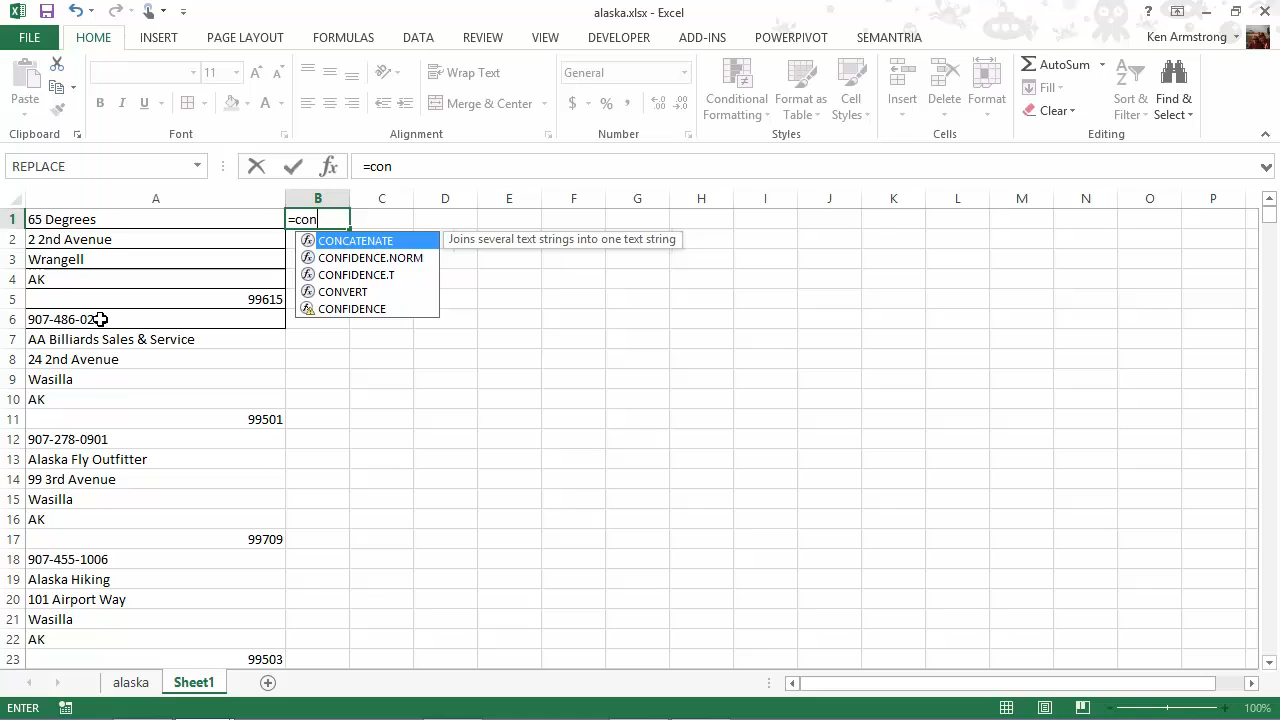 alaska.xlsx - Excel
?
FILE HOME INSERT PAGE LAYOUT FORMULAS DATA REVIEW VIEW DEVELOPER ADD-INS POWERPIVOT SEMANTRIA Ken Armstrong
Paste
11 A A
B I U A
Wrap Text
Merge & Center
General
$ % ,
Conditional Formatting
Format as Table
Cell Styles
Insert
Delete
Format
AutoSum
Fill
Clear
Sort & Filter
Find & Select
Clipboard Font Alignment Number Styles Cells Editing
REPLACE fx =con
A B C D E F G H I J K L M N O P
1 65 Degrees =con
2 2 2nd Avenue
CONCATENATE Joins several text strings into one text string
3 Wrangell
CONFIDENCE.NORM
4 AK
CONFIDENCE.T
5 99615
CONVERT
6 907-486-02
CONFIDENCE
7 AA Billiards Sales & Service
8 24 2nd Avenue
9 Wasilla
10 AK
11 99501
12 907-278-0901
13 Alaska Fly Outfitter
14 99 3rd Avenue
15 Wasilla
16 AK
17 99709
18 907-455-1006
19 Alaska Hiking
20 101 Airport Way
21 Wasilla
22 AK
23 99503
alaska Sheet1
ENTER 100%